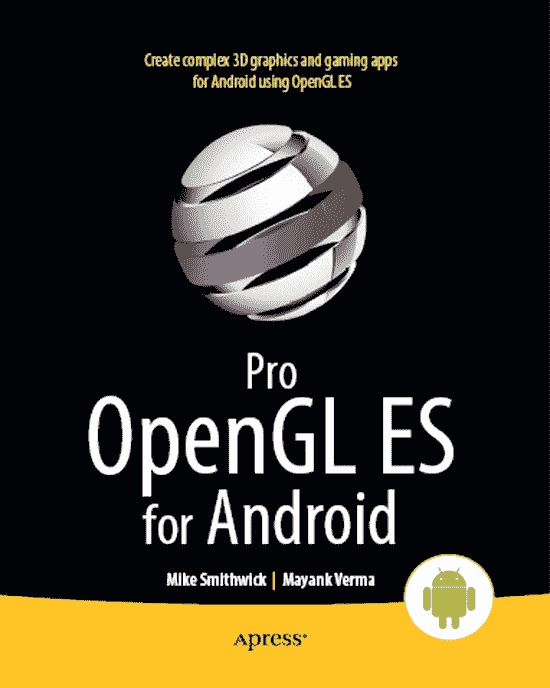 Create complex 3D graphics and gaming apps
for Android using OpenGL ES
Pro
OpenGL ES
for Android
Mike Smithwick | Mayank Verma
Apress®